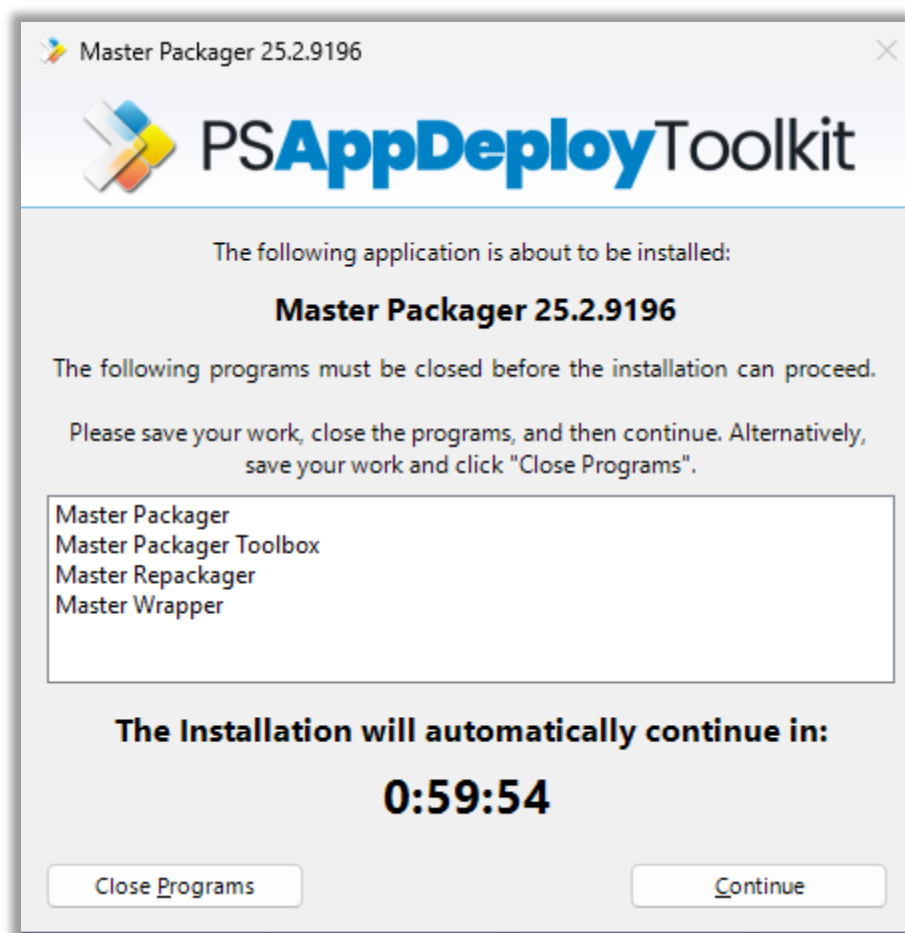 Master Packager 25.2.9196
PSAppDeployToolkit
The following application is about to be installed:
Master Packager 25.2.9196
The following programs must be closed before the installation can proceed.
Please save your work, close the programs, and then continue. Alternatively,
save your work and click "Close Programs".
Master Packager
Master Packager Toolbox
Master Repackager
Master Wrapper
The Installation will automatically continue in:
0:59:54
Close Programs
Continue